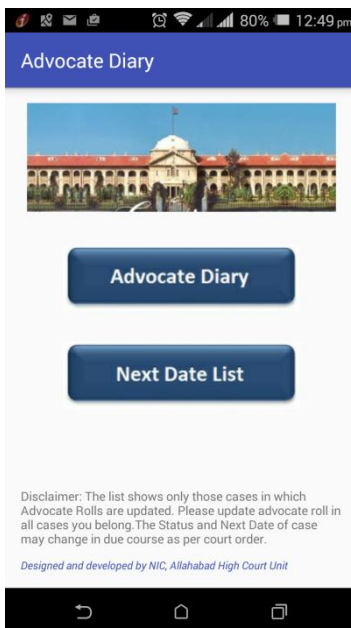 80% 12:49 pm
Advocate Diary
Advocate Diary
Next Date List
Disclaimer: The list shows only those cases in which
Advocate Rolls are updated. Please update advocate roll in
all cases you belong.The Status and Next Date of case
may change in due course as per court order.
Designed and developed by NIC, Allahabad High Court Unit